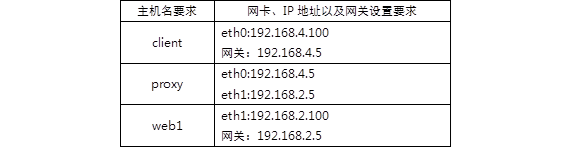 主机名要求 网卡、IP 地址以及网关设置要求
client
eth0:192.168.4.100
网关：192.168.4.5
proxy
eth0:192.168.4.5
eth1:192.168.2.5
web1
eth1:192.168.2.100
网关：192.168.2.5